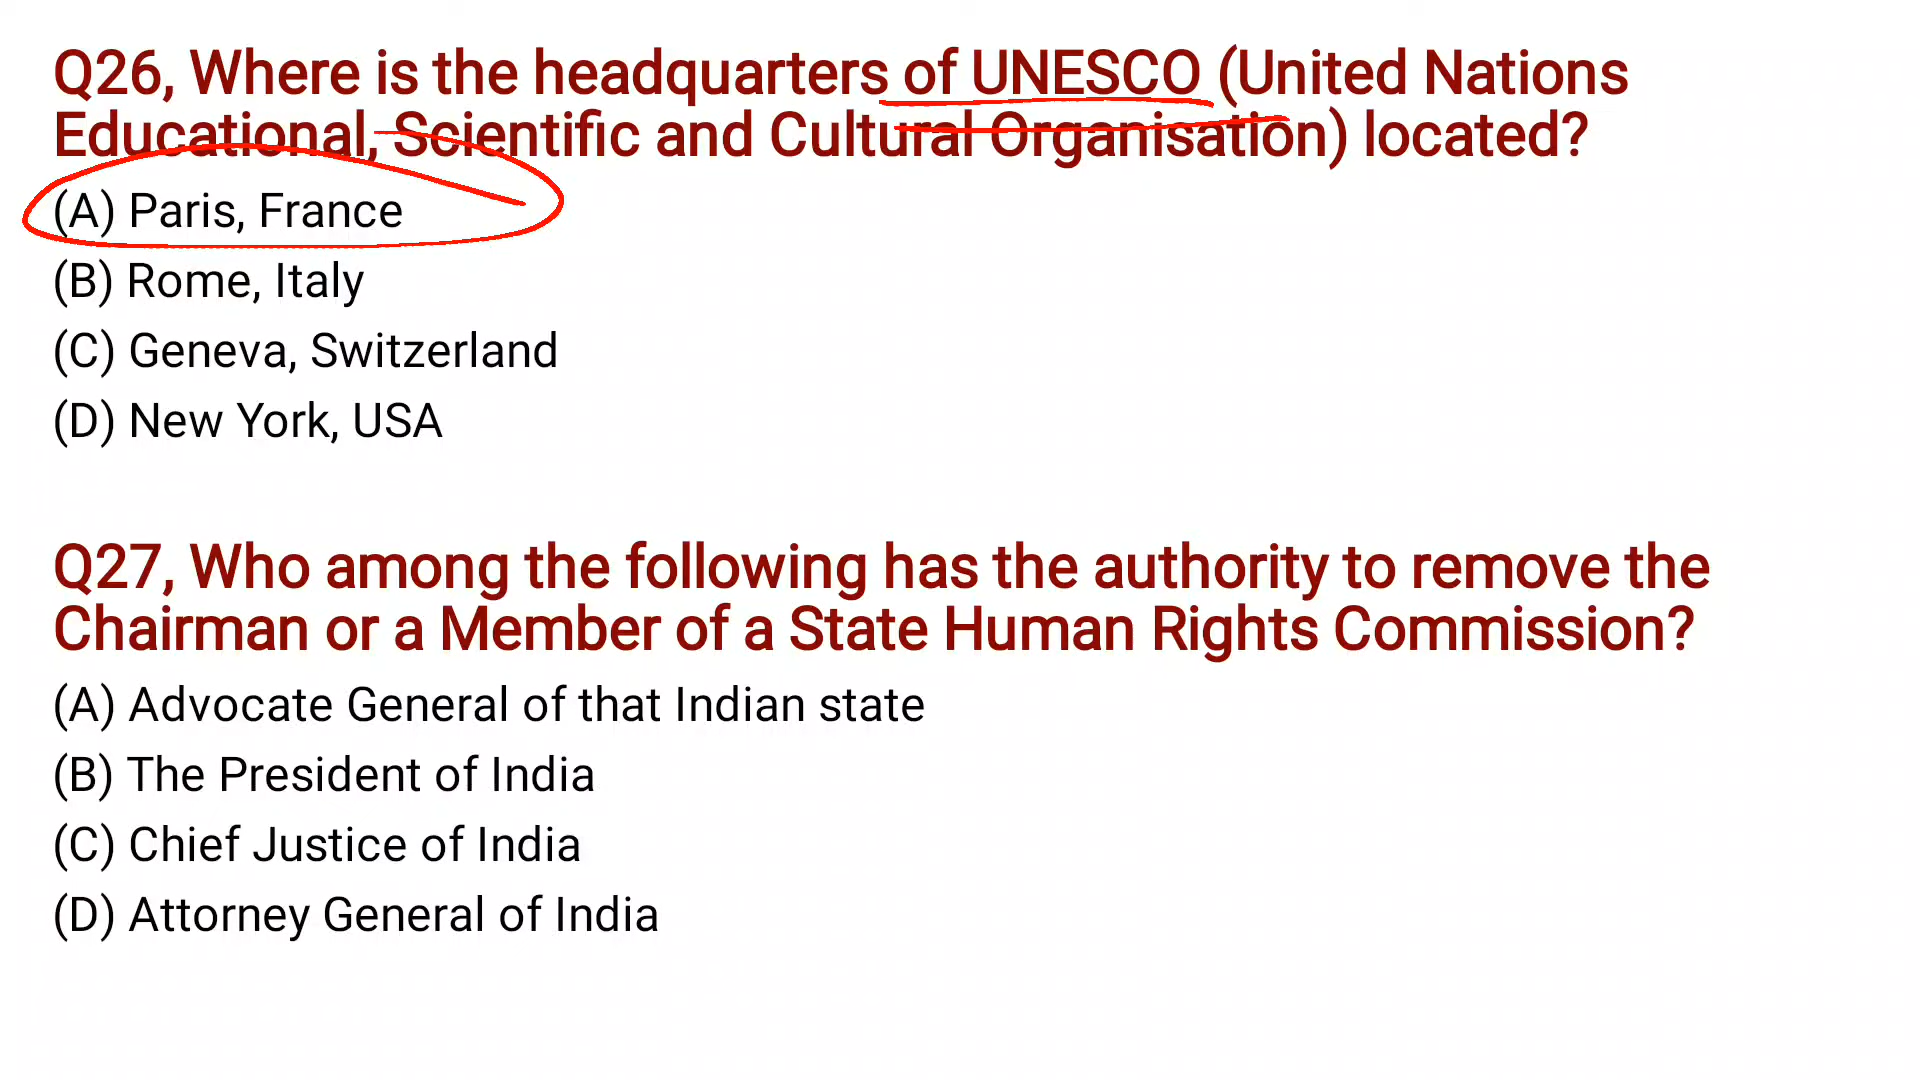 Q26, Where is the headquarters of UNESCO (United Nations
Educational, Scientific and Cultural Organisation) located?
(A) Paris, France
(B) Rome, Italy
(C) Geneva, Switzerland
(D) New York, USA
Q27, Who among the following has the authority to remove the
Chairman or a Member of a State Human Rights Commission?
(A) Advocate General of that Indian state
(B) The President of India
(C) Chief Justice of India
(D) Attorney General of India